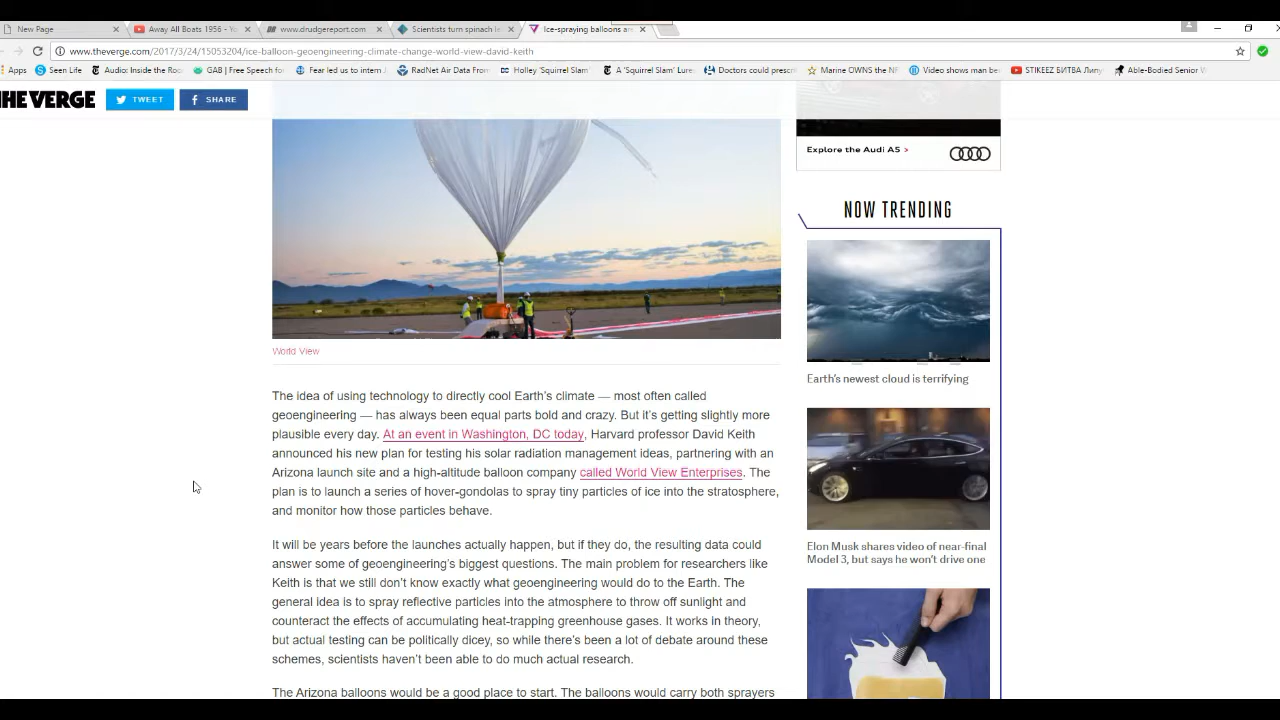 New Page
Away All Boats 1956 - Yo
www.drudgereport.com
Scientists turn spinach le
Ice-spraying balloons are
www.theverge.com/2017/3/24/15053204/ice-balloon-geoengineering-climate-change-world-view-david-keith
Apps
Seen Life
Audio: Inside the Roo
GAB | Free Speech fo
Fear led us to intern J
RadNet Air Data From
Holley 'Squirrel Slam'
A 'Squirrel Slam' Lure
Doctors could prescr
Marine OWNS the NF
Video shows man be
STIKEEZ БИТВА Липу
Able-Bodied Senior W
HE VERGE
TWEET
SHARE
Explore the Audi A5 >
NOW TRENDING
World View
Earth's newest cloud is terrifying
The idea of using technology to directly cool Earth's climate — most often called
geoengineering — has always been equal parts bold and crazy. But it's getting slightly more
plausible every day. At an event in Washington, DC today, Harvard professor David Keith
announced his new plan for testing his solar radiation management ideas, partnering with an
Arizona launch site and a high-altitude balloon company called World View Enterprises. The
plan is to launch a series of hover-gondolas to spray tiny particles of ice into the stratosphere,
and monitor how those particles behave.
Elon Musk shares video of near-final
Model 3, but says he won't drive one
It will be years before the launches actually happen, but if they do, the resulting data could
answer some of geoengineering's biggest questions. The main problem for researchers like
Keith is that we still don't know exactly what geoengineering would do to the Earth. The
general idea is to spray reflective particles into the atmosphere to throw off sunlight and
counteract the effects of accumulating heat-trapping greenhouse gases. It works in theory,
but actual testing can be politically dicey, so while there's been a lot of debate around these
schemes, scientists haven't been able to do much actual research.
The Arizona balloons would be a good place to start. The balloons would carry both sprayers